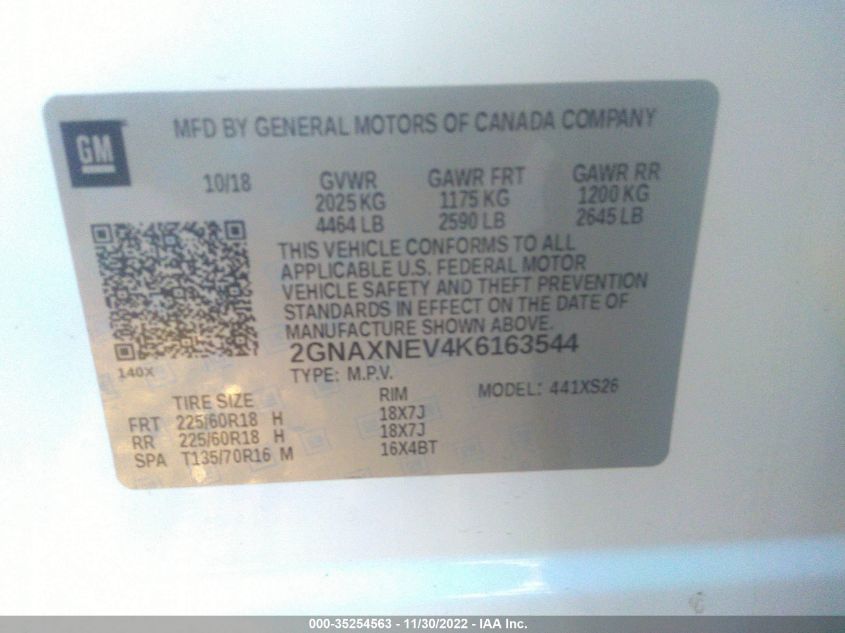 GM
MFD BY GENERAL MOTORS OF CANADA COMPANY
10/18 GVWR GAWR FRT GAWR RR
2025 KG 1175 KG 1200 KG
4464 LB 2590 LB 2645 LB
THIS VEHICLE CONFORMS TO ALL
APPLICABLE U.S. FEDERAL MOTOR
VEHICLE SAFETY AND THEFT PREVENTION
STANDARDS IN EFFECT ON THE DATE OF
MANUFACTURE SHOWN ABOVE.
2GNAXNEV4K6163544
140X
TYPE: M.P.V. MODEL: 441XS26
TIRE SIZE RIM
FRT 225/60R18 H 18X7J
RR 225/60R18 H 18X7J
SPA T135/70R16 M 16X4BT
000-35254563 - 11/30/2022 - IAA Inc.